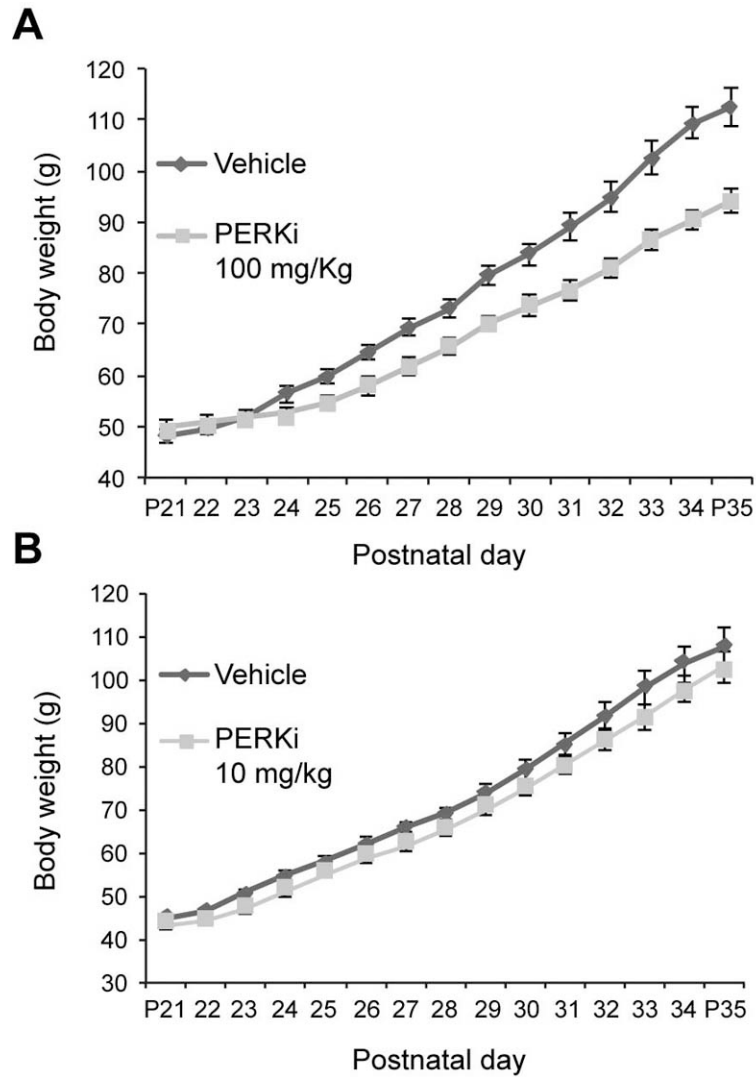 A
120
110
100
90
80
70
60
50
40
Body weight (g)
Vehicle
PERKi
100 mg/Kg
P21 22 23 24 25 26 27 28 29 30 31 32 33 34 P35
Postnatal day
B
120
110
100
90
80
70
60
50
40
30
Body weight (g)
Vehicle
PERKi
10 mg/kg
P21 22 23 24 25 26 27 28 29 30 31 32 33 34 P35
Postnatal day